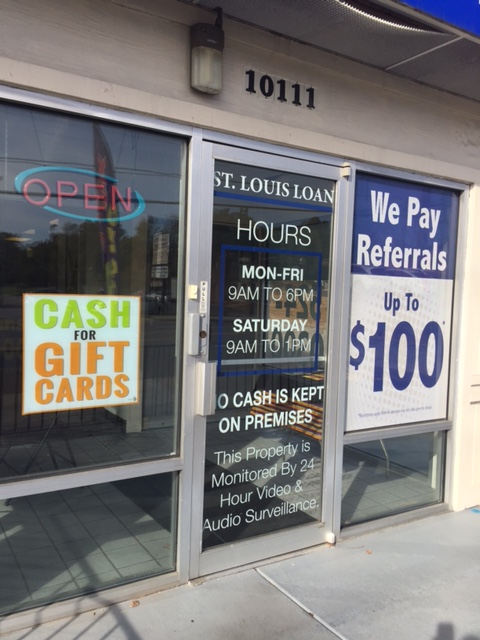 10111
OPEN
CASH
FOR
GIFT
CARDS
ST. LOUIS LOAN
HOURS
MON-FRI
9AM TO 6PM
SATURDAY
9AM TO 1PM
O CASH IS KEPT
ON PREMISES
This Property is
Monitored By 24
Hour Video &
Audio Surveillance.
We Pay
Referrals
Up To
$100*